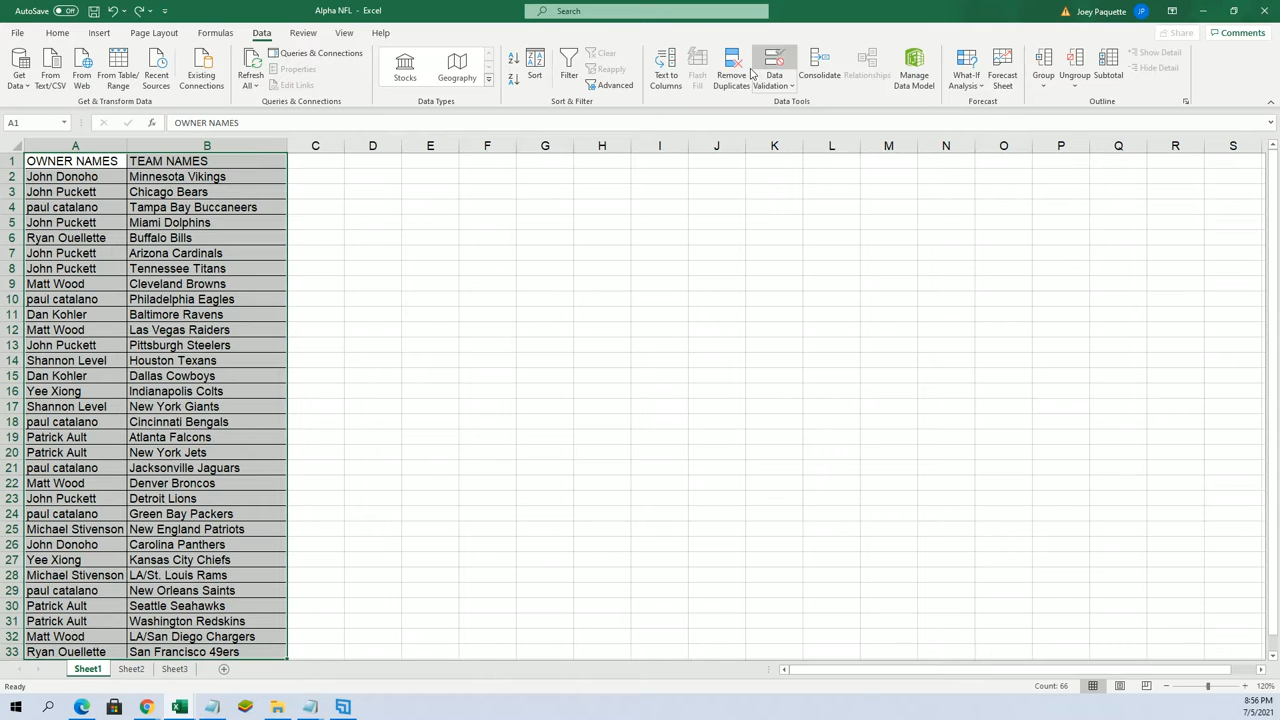 AutoSave Off
Alpha NFL - Excel
Search
Joey Paquette JP
File Home Insert Page Layout Formulas Data Review View Help
Share Comments
Get Data
From Text/CSV
From Web
From Table/ Range
Recent Sources
Existing Connections
Get & Transform Data
Refresh All
Queries & Connections
Properties
Edit Links
Queries & Connections
Stocks
Geography
Data Types
Sort
Filter
Clear
Reapply
Advanced
Sort & Filter
Text to Columns
Flash Fill
Remove Duplicates
Data Validation
Consolidate
Relationships
Manage Data Model
Data Tools
What-If Analysis
Forecast Sheet
Forecast
Group
Ungroup
Subtotal
Show Detail
Hide Detail
Outline
A1 fx OWNER NAMES
A B C D E F G H I J K L M N O P Q R S
1 OWNER NAMES TEAM NAMES
2 John Donoho Minnesota Vikings
3 John Puckett Chicago Bears
4 paul catalano Tampa Bay Buccaneers
5 John Puckett Miami Dolphins
6 Ryan Ouellette Buffalo Bills
7 John Puckett Arizona Cardinals
8 John Puckett Tennessee Titans
9 Matt Wood Cleveland Browns
10 paul catalano Philadelphia Eagles
11 Dan Kohler Baltimore Ravens
12 Matt Wood Las Vegas Raiders
13 John Puckett Pittsburgh Steelers
14 Shannon Level Houston Texans
15 Dan Kohler Dallas Cowboys
16 Yee Xiong Indianapolis Colts
17 Shannon Level New York Giants
18 paul catalano Cincinnati Bengals
19 Patrick Ault Atlanta Falcons
20 Patrick Ault New York Jets
21 paul catalano Jacksonville Jaguars
22 Matt Wood Denver Broncos
23 John Puckett Detroit Lions
24 paul catalano Green Bay Packers
25 Michael Stivenson New England Patriots
26 John Donoho Carolina Panthers
27 Yee Xiong Kansas City Chiefs
28 Michael Stivenson LA/St. Louis Rams
29 paul catalano New Orleans Saints
30 Patrick Ault Seattle Seahawks
31 Patrick Ault Washington Redskins
32 Matt Wood LA/San Diego Chargers
33 Ryan Ouellette San Francisco 49ers
Sheet1 Sheet2 Sheet3
Ready
Count: 66
120%
8:56 PM
7/5/2021